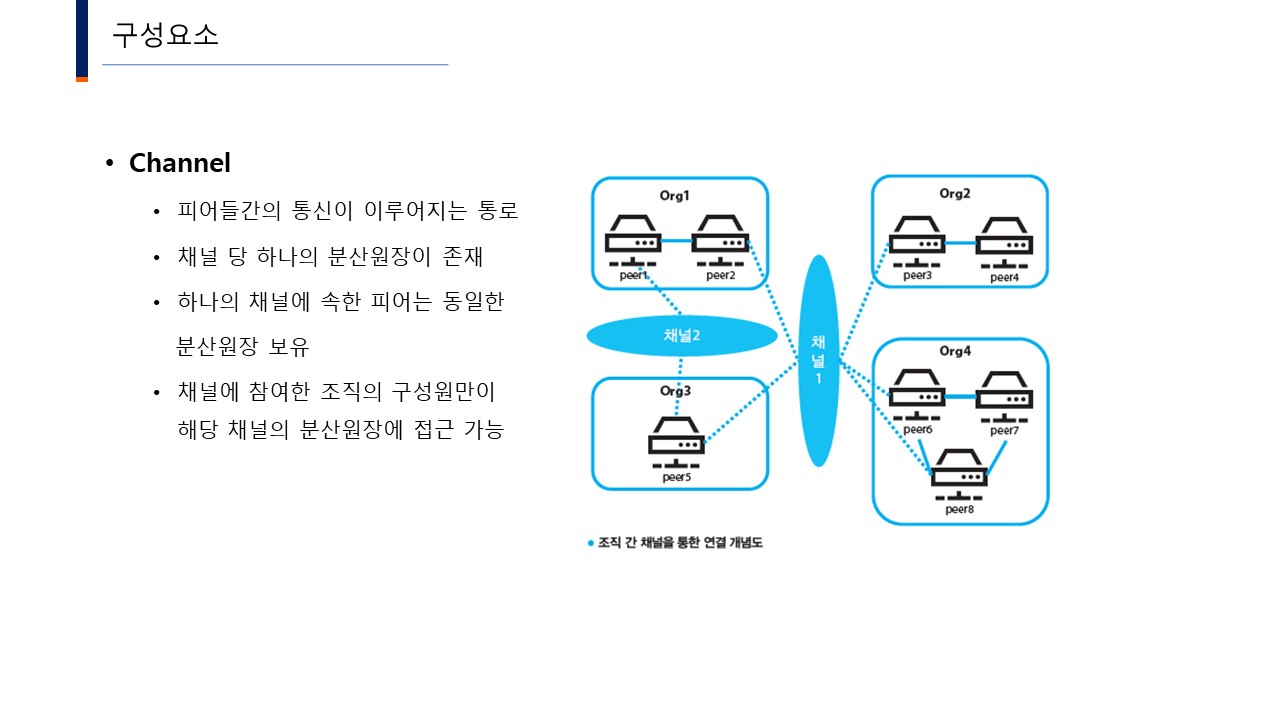 구성요소
• Channel
• 피어들간의 통신이 이루어지는 통로
• 채널 당 하나의 분산원장이 존재
• 하나의 채널에 속한 피어는 동일한
분산원장 보유
• 채널에 참여한 조직의 구성원만이
해당 채널의 분산원장에 접근 가능
Org1
peer1
peer2
채널2
Org3
peer5
채
널
1
Org2
peer3
peer4
Org4
peer6
peer7
peer8
• 조직 간 채널을 통한 연결 개념도